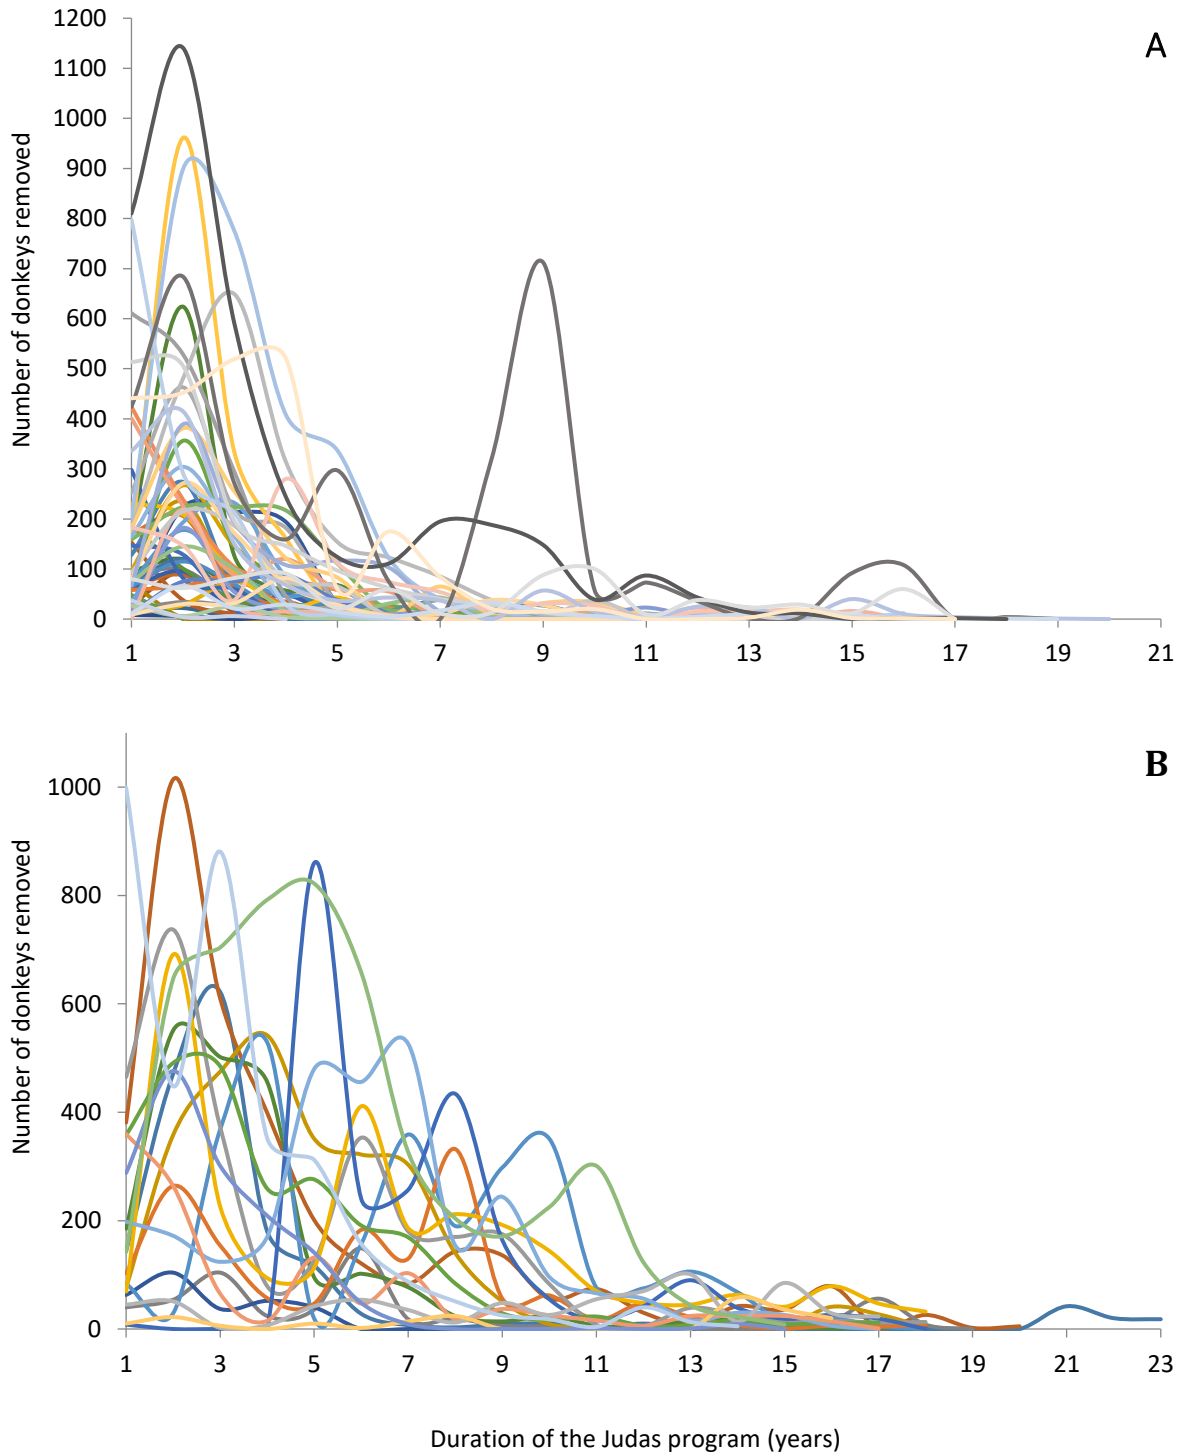 A
1200
1100
1000
900
800
700
600
500
400
300
200
100
0
Number of donkeys removed
1 3 5 7 9 11 13 15 17 19 21
B
1000
800
600
400
200
0
Number of donkeys removed
1 3 5 7 9 11 13 15 17 19 21 23
Duration of the Judas program (years)